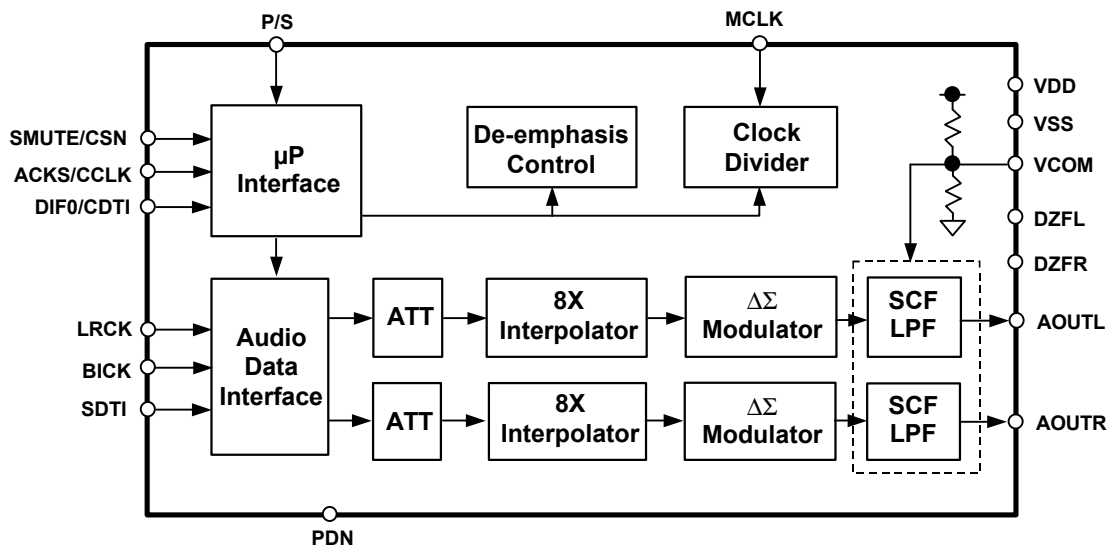 P/S
MCLK
VDD
VSS
VCOM
DZFL
DZFR
AOUTL
AOUTR
SMUTE/CSN
ACKS/CCLK
DIF0/CDTI
LRCK
BICK
SDTI
PDN
µP
Interface
De-emphasis
Control
Clock
Divider
Audio
Data
Interface
ATT
8X
Interpolator
ΔΣ
Modulator
SCF
LPF
ATT
8X
Interpolator
ΔΣ
Modulator
SCF
LPF